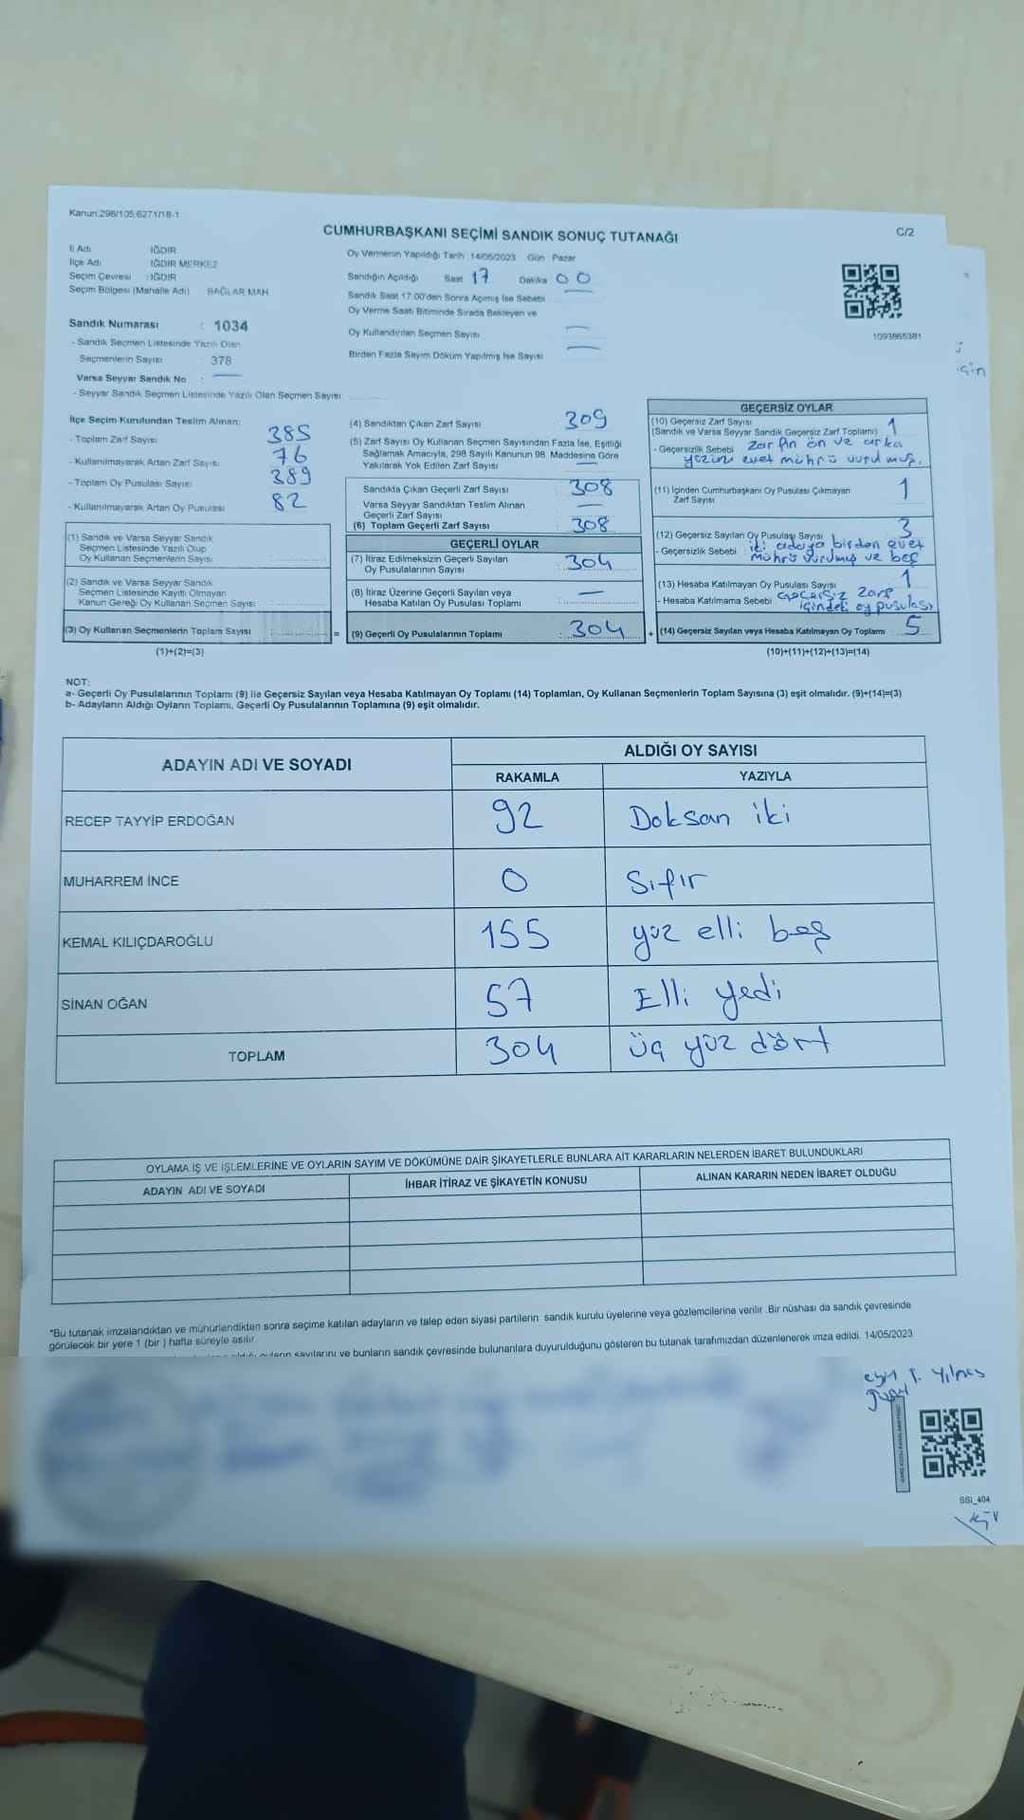 Kanun:298/105,6271/18-1
C/2
CUMHURBAŞKANI SEÇİMİ SANDIK SONUÇ TUTANAĞI
İl Adı IĞDIR
İlçe Adı IĞDIR MERKEZ
Seçim Çevresi : IĞDIR
Seçim Bölgesi (Mahalle Adı) BAĞLAR MAH
Oy Vermenin Yapıldığı Tarih 14/05/2023 Gün Pazar
Sandığın Açıldığı Saat 17 Dakika 00
Sandık Saat 17:00'den Sonra Açılmış İse Sebebi
Oy Verme Saati Bitiminde Sırada Bekleyen ve
Oy Kullandırılan Seçmen Sayısı —
Birden Fazla Sayım Döküm Yapılmış İse Sayısı —
1093865381
için
Sandık Numarası : 1034
- Sandık Seçmen Listesinde Yazılı Olan
Seçmenlerin Sayısı 378
Varsa Seyyar Sandık No : —
- Seyyar Sandık Seçmen Listesinde Yazılı Olan Seçmen Sayısı
İlçe Seçim Kurulundan Teslim Alınan:
- Toplam Zarf Sayısı 385
- Kullanılmayarak Artan Zarf Sayısı 76
- Toplam Oy Pusulası Sayısı 389
- Kullanılmayarak Artan Oy Pusulası 82
(1) Sandık ve Varsa Seyyar Sandık
Seçmen Listesinde Yazılı Olup
Oy Kullanan Seçmenlerin Sayısı
(2) Sandık ve Varsa Seyyar Sandık
Seçmen Listesinde Kayıtlı Olmayan
Kanun Gereği Oy Kullanan Seçmen Sayısı
(3) Oy Kullanan Seçmenlerin Toplam Sayısı
(1)+(2)=(3)
(4) Sandıktan Çıkan Zarf Sayısı 309
(5) Zarf Sayısı Oy Kullanan Seçmen Sayısından Fazla İse, Eşitliği
Sağlamak Amacıyla, 298 Sayılı Kanunun 98. Maddesine Göre
Yakılarak Yok Edilen Zarf Sayısı —
Sandıkta Çıkan Geçerli Zarf Sayısı 308
Varsa Seyyar Sandıktan Teslim Alınan
Geçerli Zarf Sayısı —
(6) Toplam Geçerli Zarf Sayısı 308
GEÇERLİ OYLAR
(7) İtiraz Edilmeksizin Geçerli Sayılan
Oy Pusulalarının Sayısı 304
(8) İtiraz Üzerine Geçerli Sayılan veya
Hesaba Katılan Oy Pusulası Toplamı —
= (9) Geçerli Oy Pusulalarının Toplamı : 304
GEÇERSİZ OYLAR
(10) Geçersiz Zarf Sayısı
(Sandık ve Varsa Seyyar Sandık Geçersiz Zarf Toplamı) 1
- Geçersizlik Sebebi zarfın ön ve arka
yüzüne evet mührü vurulmuş.
(11) İçinden Cumhurbaşkanı Oy Pusulası Çıkmayan
Zarf Sayısı 1
(12) Geçersiz Sayılan Oy Pusulası Sayısı 3
- Geçersizlik Sebebi iki adaya birden evet
mührü vurulmuş ve beş
(13) Hesaba Katılmayan Oy Pusulası Sayısı 1
- Hesaba Katılmama Sebebi Geçersiz zarf
içindeki oy pusulası
+ (14) Geçersiz Sayılan veya Hesaba Katılmayan Oy Toplamı 5
(10)+(11)+(12)+(13)=(14)
NOT:
a- Geçerli Oy Pusulalarının Toplamı (9) ile Geçersiz Sayılan veya Hesaba Katılmayan Oy Toplamı (14) Toplamları, Oy Kullanan Seçmenlerin Toplam Sayısına (3) eşit olmalıdır. (9)+(14)=(3)
b- Adayların Aldığı Oyların Toplamı, Geçerli Oy Pusulalarının Toplamına (9) eşit olmalıdır.
ADAYIN ADI VE SOYADI
ALDIĞI OY SAYISI
RAKAMLA YAZIYLA
RECEP TAYYİP ERDOĞAN 92 Doksan iki
MUHARREM İNCE 0 Sıfır
KEMAL KILIÇDAROĞLU 155 yüz elli beş
SİNAN OĞAN 57 Elli yedi
TOPLAM 304 üç yüz dört
OYLAMA İŞ VE İŞLEMLERİNE VE OYLARIN SAYIM VE DÖKÜMÜNE DAİR ŞİKAYETLERLE BUNLARA AİT KARARLARIN NELERDEN İBARET BULUNDUKLARI
ADAYIN ADI VE SOYADI İHBAR İTİRAZ VE ŞİKAYETİN KONUSU ALINAN KARARIN NEDEN İBARET OLDUĞU
*Bu tutanak imzalandıktan ve mühürlendikten sonra seçime katılan adayların ve talep eden siyasi partilerin sandık kurulu üyelerine veya gözlemcilerine verilir. Bir nüshası da sandık çevresinde
görülecek bir yere 1 (bir) hafta süreyle asılır.
sayılarını ve bunların sandık çevresinde bulunanlara duyurulduğunu gösteren bu tutanak tarafımızdan düzenlenerek imza edildi. 14/05/2023
SSI_404